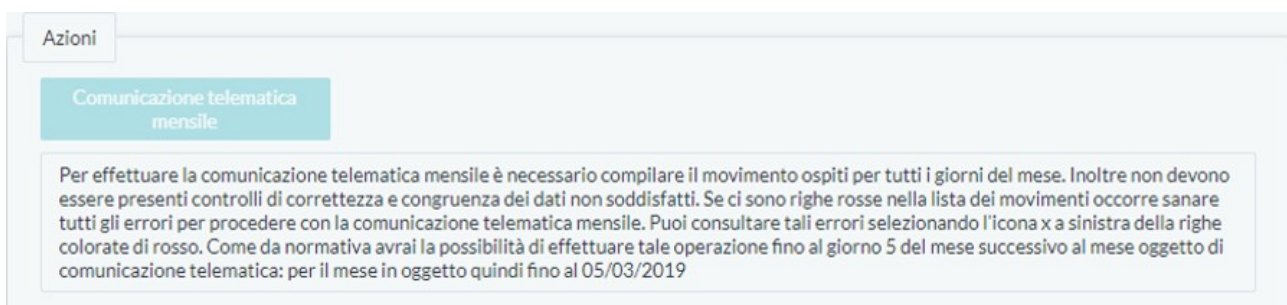 Azioni
Comunicazione telematica
mensile
Per effettuare la comunicazione telematica mensile è necessario compilare il movimento ospiti per tutti i giorni del mese. Inoltre non devono
essere presenti controlli di correttezza e congruenza dei dati non soddisfatti. Se ci sono righe rosse nella lista dei movimenti occorre sanare
tutti gli errori per procedere con la comunicazione telematica mensile. Puoi consultare tali errori selezionando l'icona x a sinistra della righe
colorate di rosso. Come da normativa avrai la possibilità di effettuare tale operazione fino al giorno 5 del mese successivo al mese oggetto di
comunicazione telematica: per il mese in oggetto quindi fino al 05/03/2019